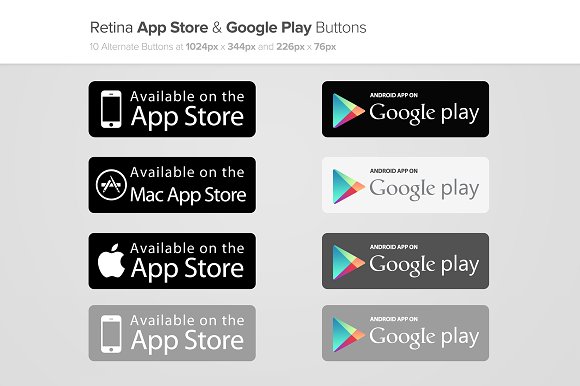 Retina App Store & Google Play Buttons
10 Alternate Buttons at 1024px x 344px and 226px x 76px
Available on the
App Store
ANDROID APP ON
Google play
Available on the
Mac App Store
ANDROID APP ON
Google play
Available on the
App Store
ANDROID APP ON
Google play
Available on the
App Store
ANDROID APP ON
Google play